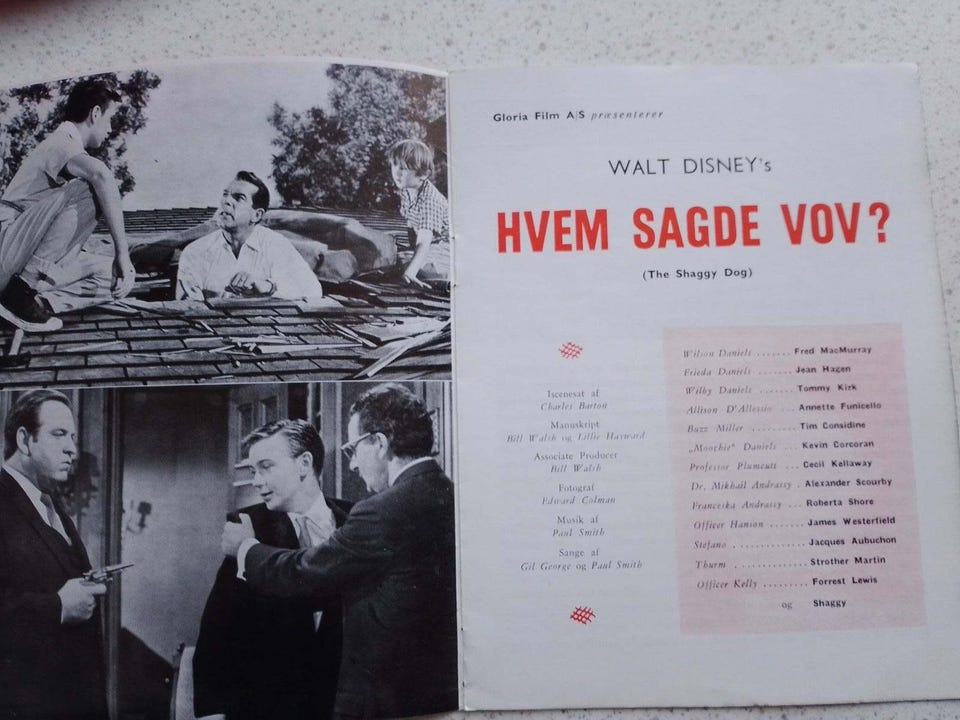 Gloria Film A/S præsenterer
WALT DISNEY's
HVEM SAGDE VOV?
(The Shaggy Dog)
Iscenesat af
Charles Barton
Manuskript
Bill Walsh og Lillie Hayward
Associate Producer
Bill Walsh
Fotograf
Edward Colman
Musik af
Paul Smith
Sange af
Gil George og Paul Smith
Wilson Daniels ....... Fred MacMurray
Frieda Daniels ....... Jean Hagen
Wilby Daniels ....... Tommy Kirk
Allison D'Allessio ... Annette Funicello
Buzz Miller ......... Tim Considine
„Moochie" Daniels ... Kevin Corcoran
Professor Plumcutt ... Cecil Kellaway
Dr. Mikhail Andrassy . Alexander Scourby
Franceska Andrassy ... Roberta Shore
Officer Hanson ....... James Westerfield
Stefano ............. Jacques Aubuchon
Thurm .............. Strother Martin
Officer Kelly ......... Forrest Lewis
og Shaggy